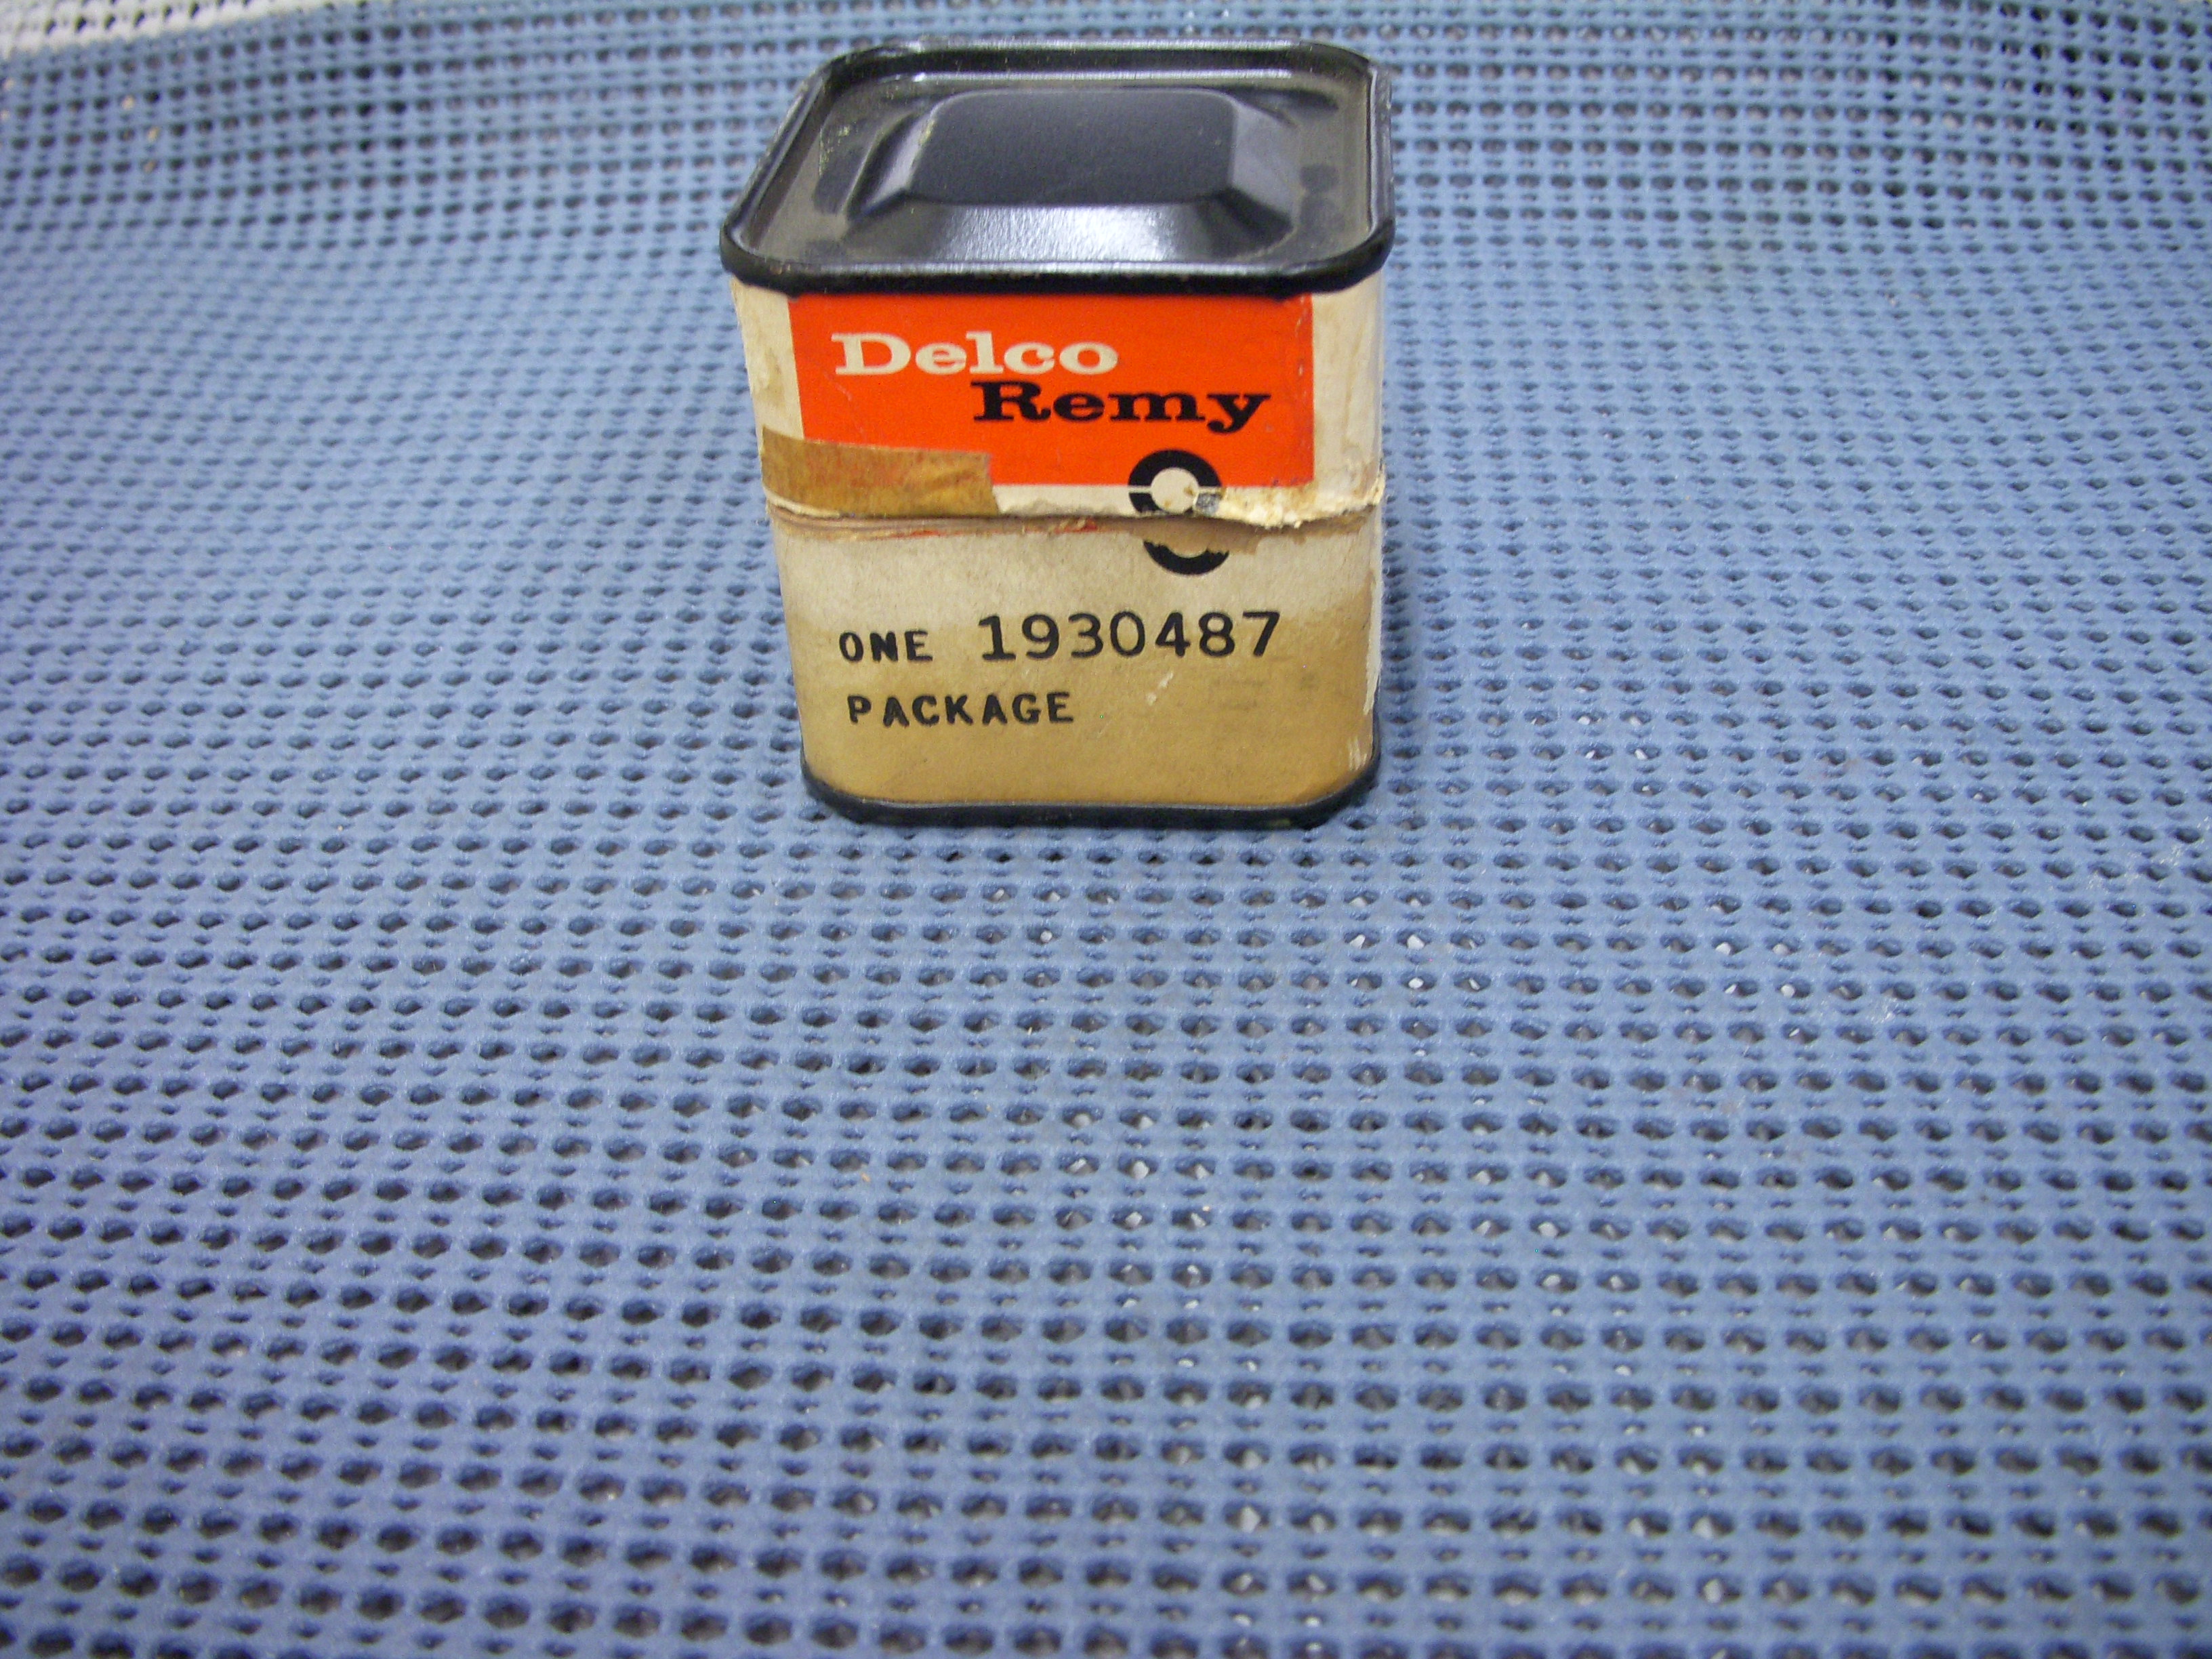 Delco
Remy
ONE 1930487
PACKAGE